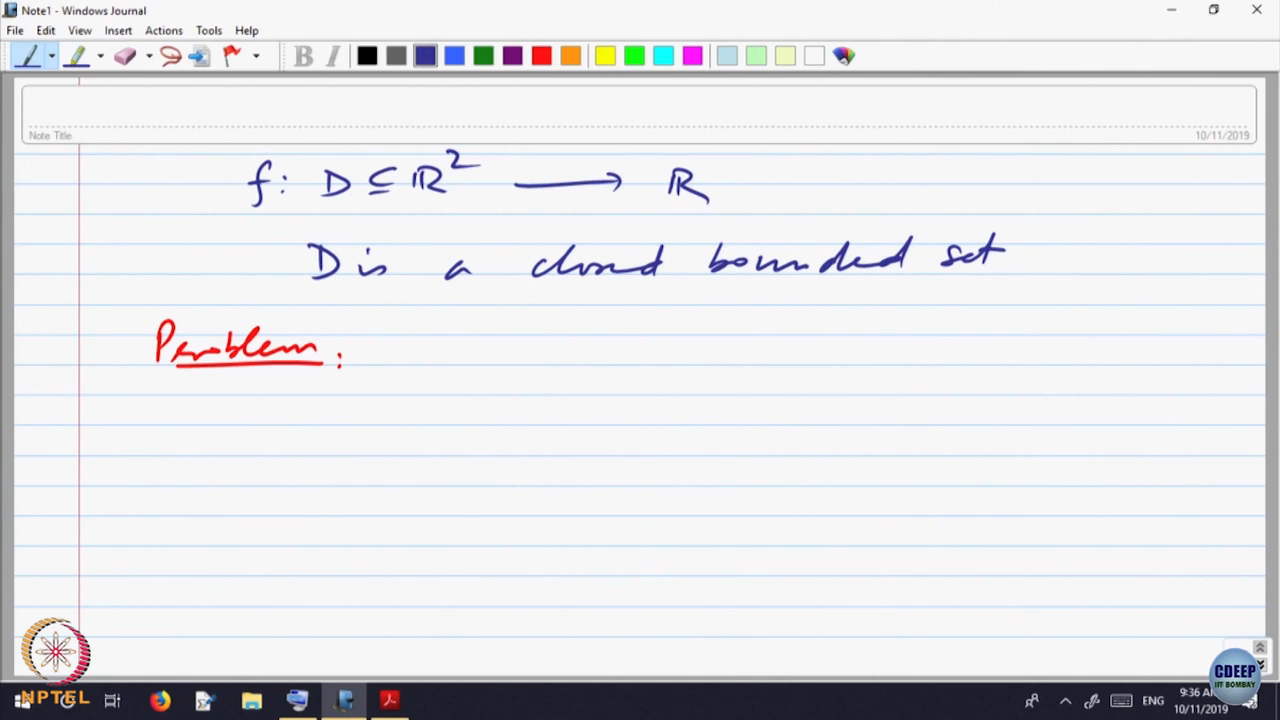 Note1 - Windows Journal
File Edit View Insert Actions Tools Help
B I
Note Title
10/11/2019
f: D ⊆ ℝ² ⟶ ℝ
D is a closed bounded set
Problem:
NPTEL
CDEEP
IIT BOMBAY
ENG
9:36 AM
10/11/2019